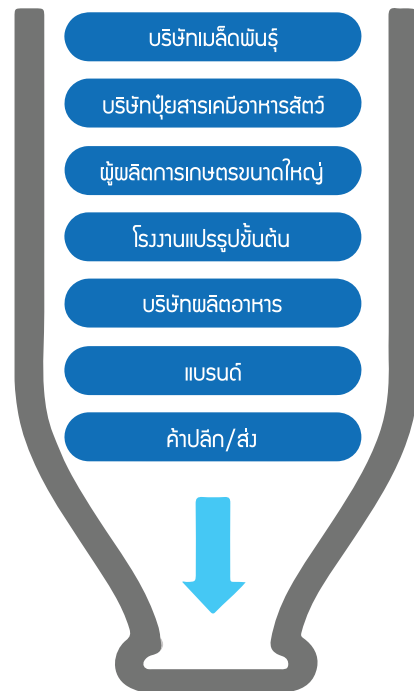 บริษัทเมล็ดพันธุ์
บริษัทปุ๋ยสารเคมีอาหารสัตว์
ผู้ผลิตการเกษตรขนาดใหญ่
โรงงานแปรรูปขั้นต้น
บริษัทผลิตอาหาร
แบรนด์
ค้าปลีก/ส่ง